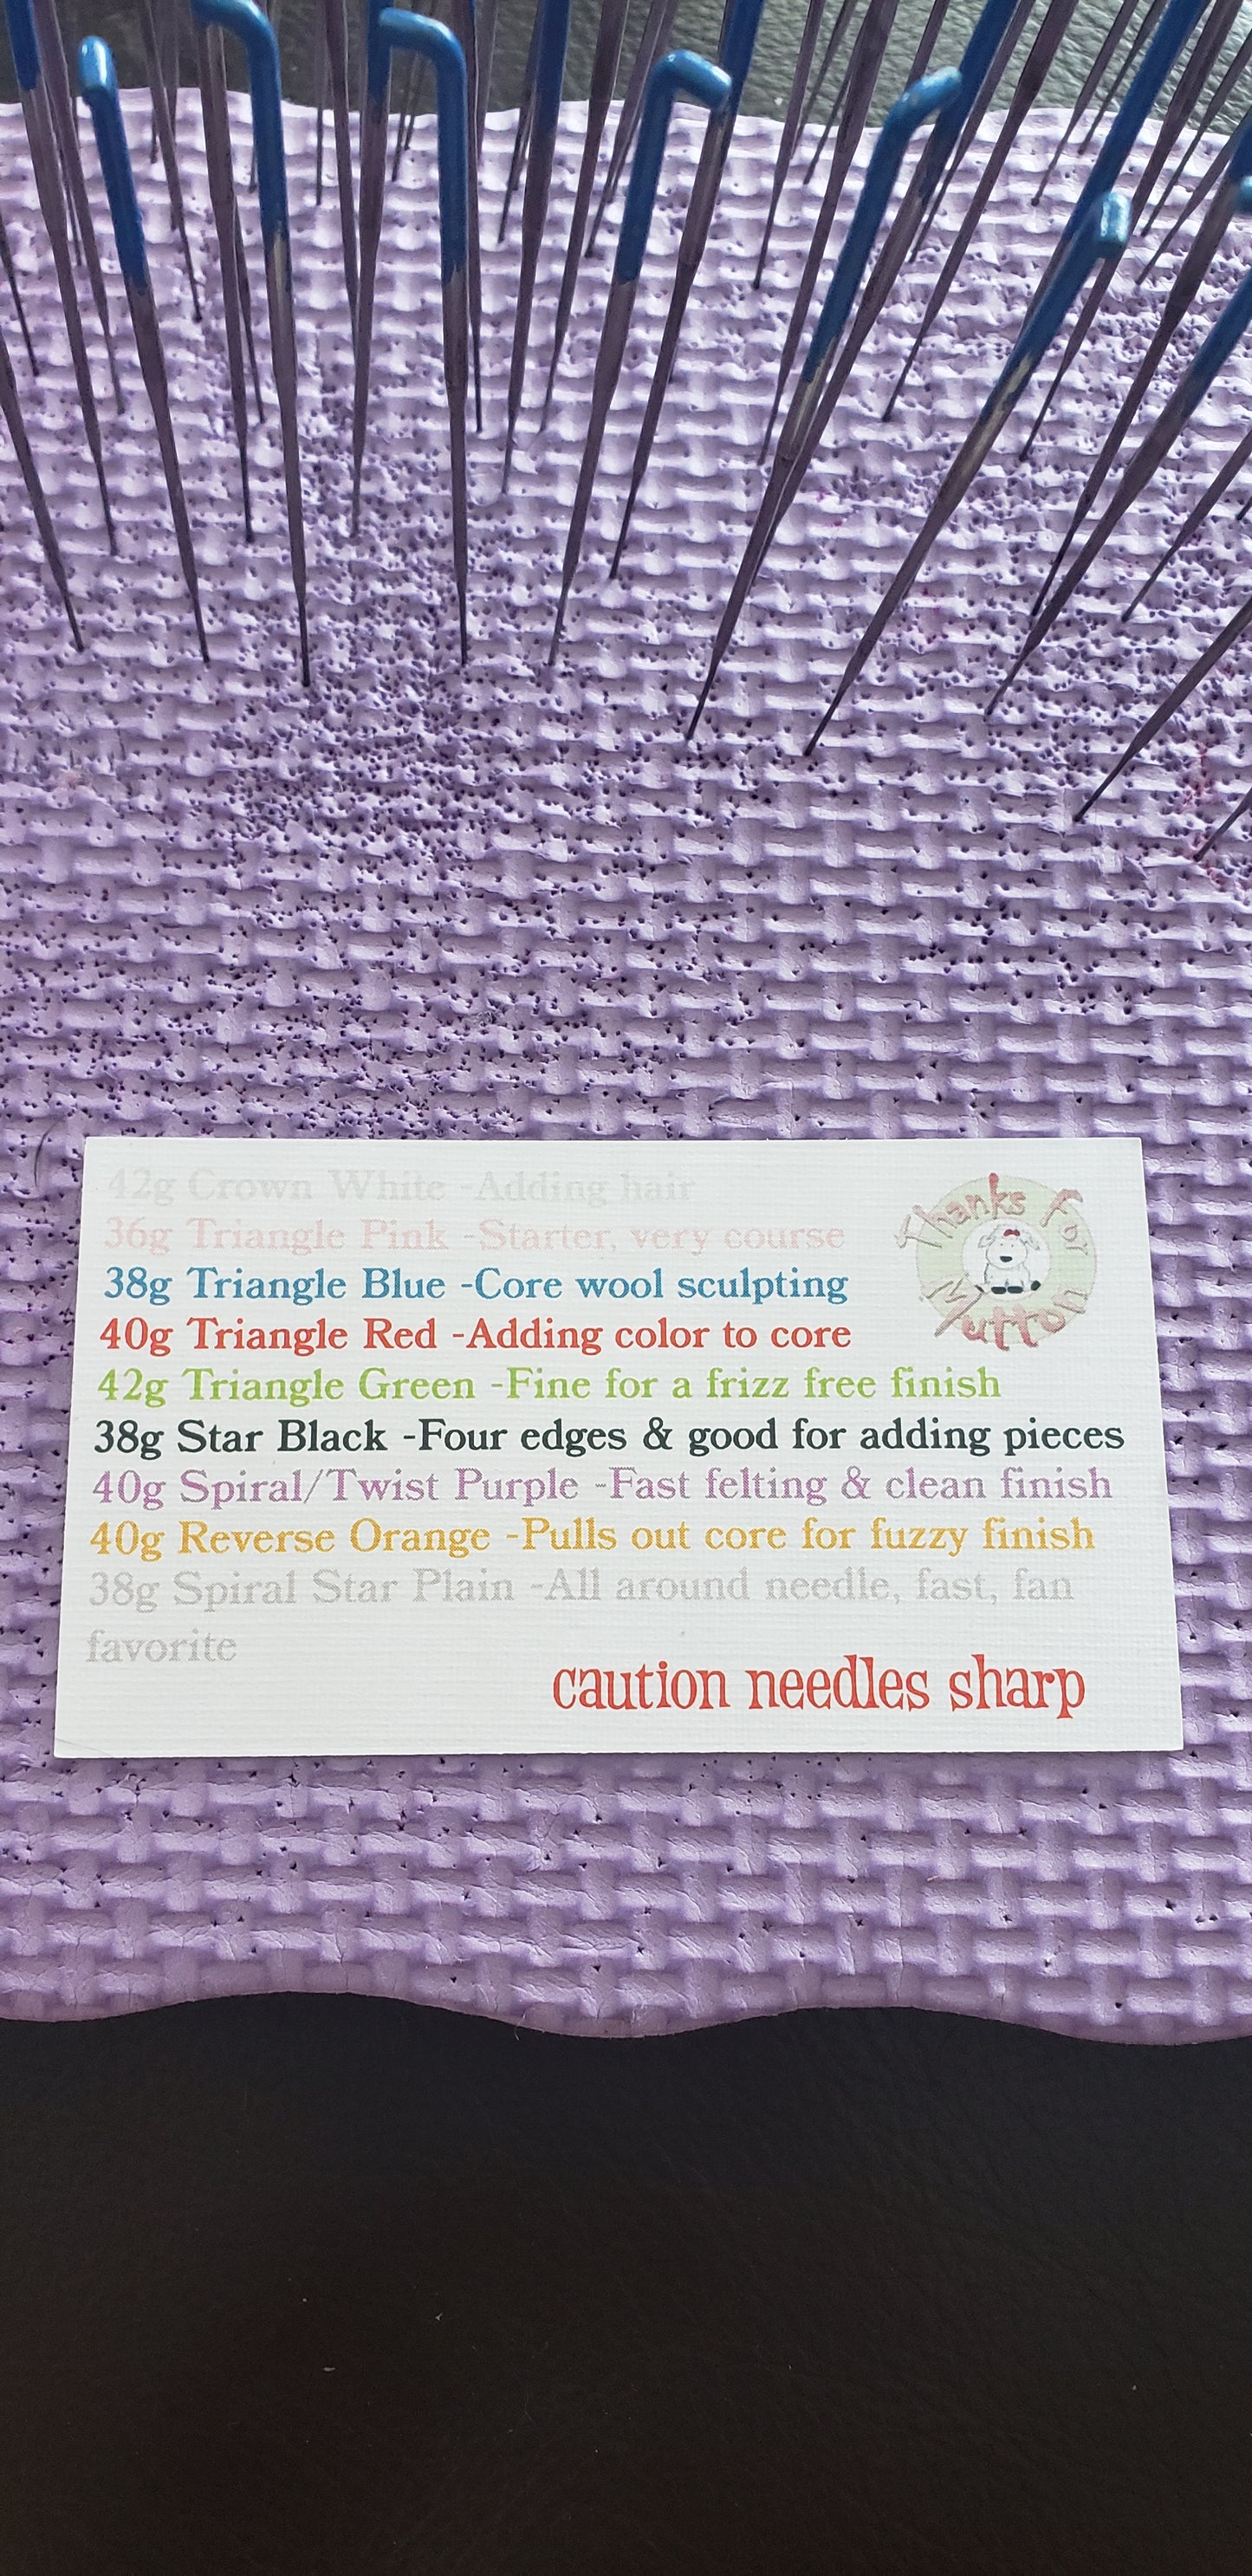 42g Crown White -Adding hair
36g Triangle Pink -Starter, very course
38g Triangle Blue -Core wool sculpting
40g Triangle Red -Adding color to core
42g Triangle Green -Fine for a frizz free finish
38g Star Black -Four edges & good for adding pieces
40g Spiral/Twist Purple -Fast felting & clean finish
40g Reverse Orange -Pulls out core for fuzzy finish
38g Spiral Star Plain -All around needle, fast, fan
favorite
Thanks For
Mutton
caution needles sharp